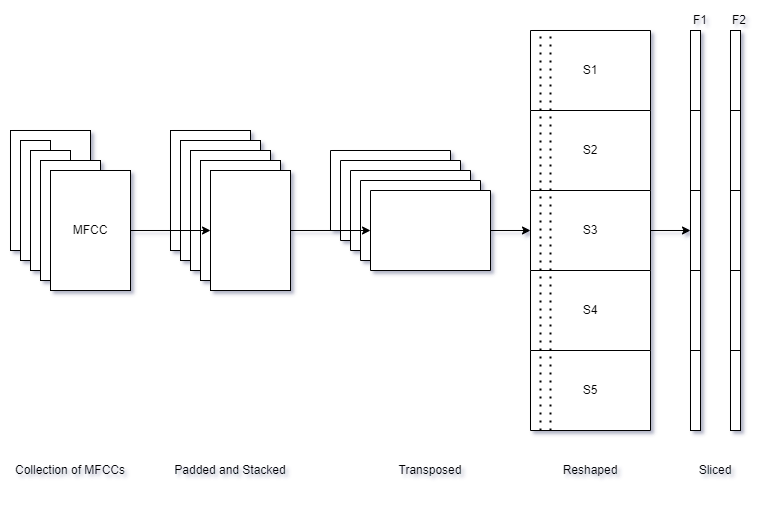 F1
F2
S1
S2
MFCC
S3
S4
S5
Collection of MFCCs
Padded and Stacked
Transposed
Reshaped
Sliced